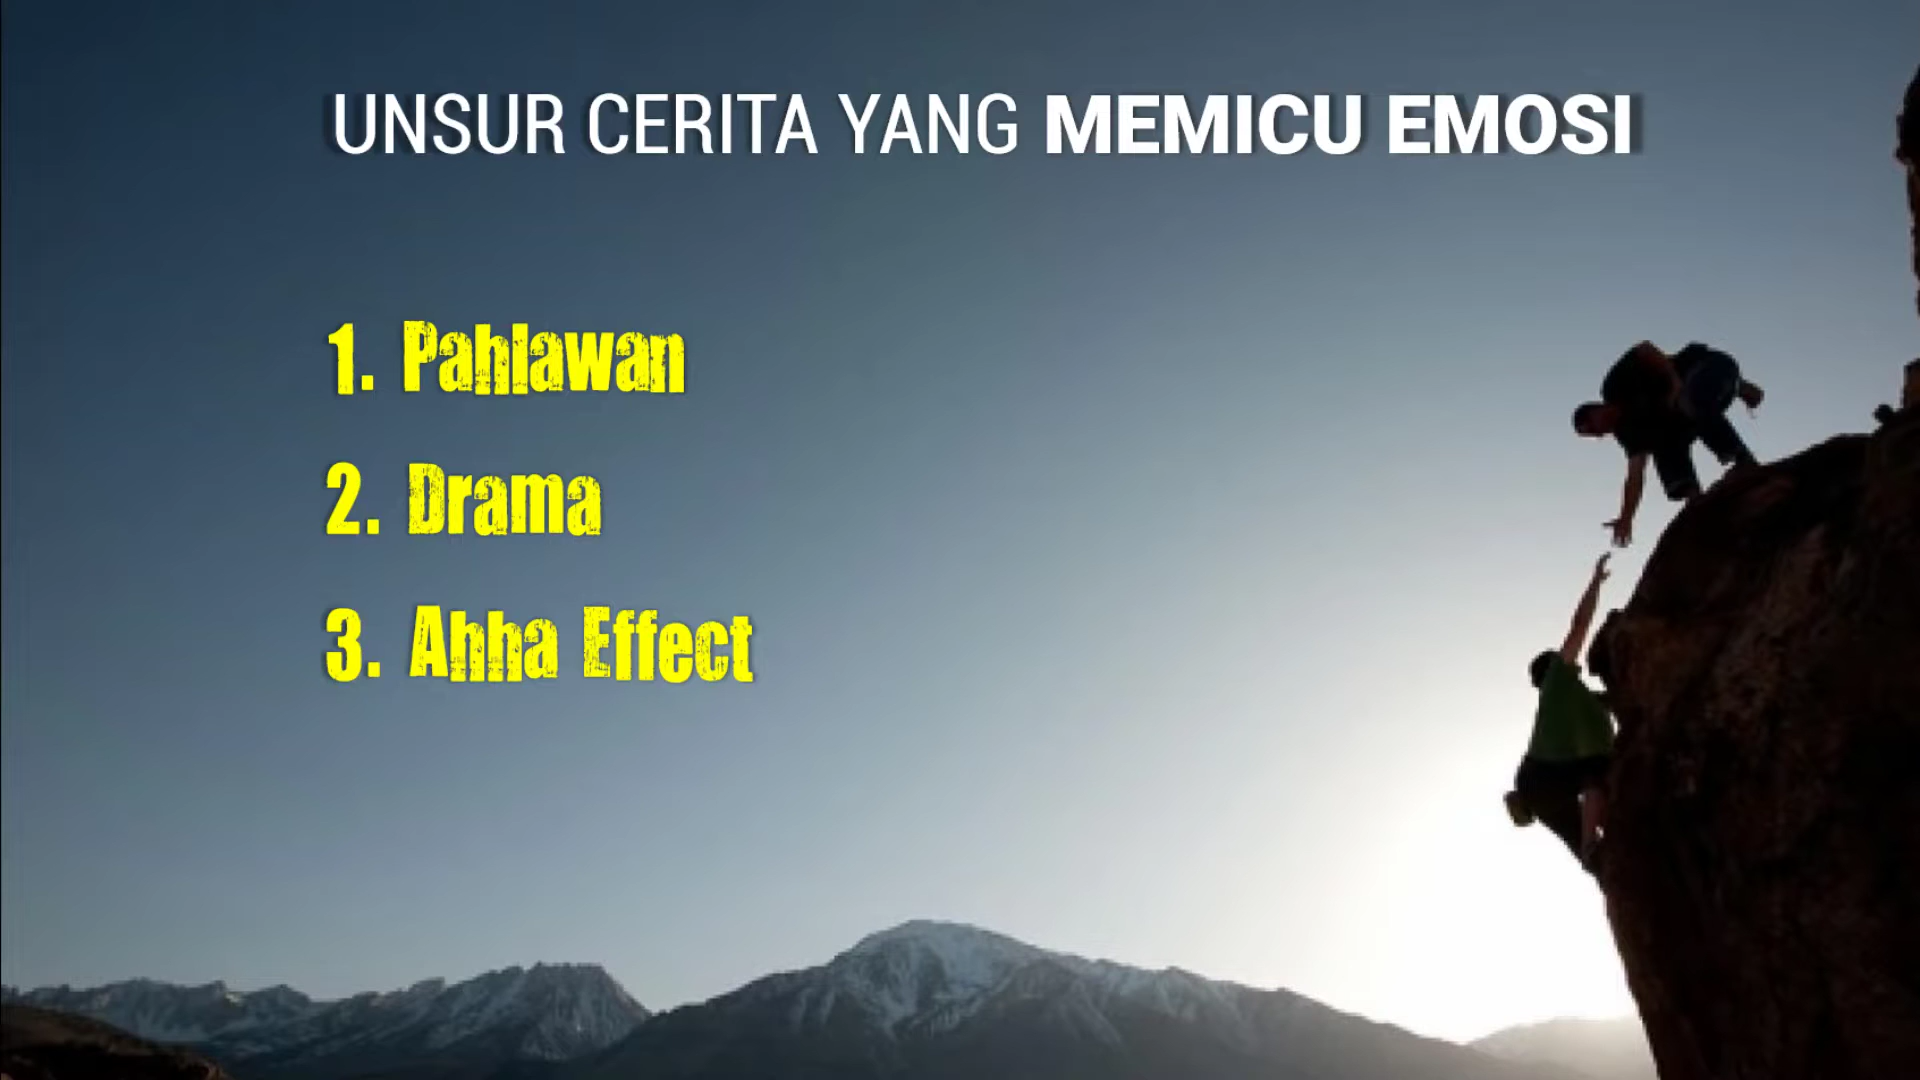 UNSUR CERITA YANG MEMICU EMOSI
1. Pahlawan
2. Drama
3. Ahha Effect